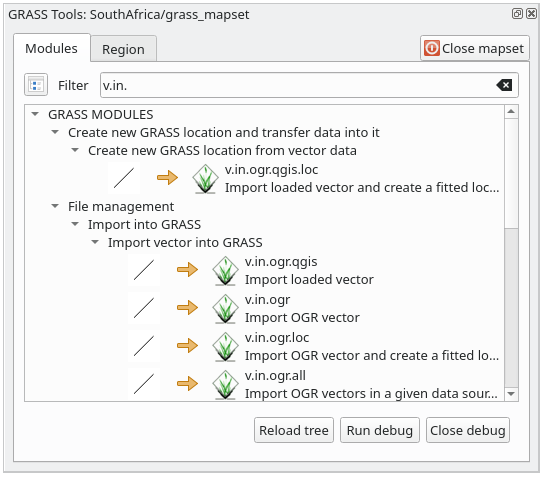 GRASS Tools: SouthAfrica/grass_mapset
Modules
Region
Close mapset
Filter
v.in.
GRASS MODULES
Create new GRASS location and transfer data into it
Create new GRASS location from vector data
v.in.ogr.qgis.loc
Import loaded vector and create a fitted loc...
File management
Import into GRASS
Import vector into GRASS
v.in.ogr.qgis
Import loaded vector
v.in.ogr
Import OGR vector
v.in.ogr.loc
Import OGR vector and create a fitted lo...
v.in.ogr.all
Import OGR vectors in a given data sour...
Reload tree
Run debug
Close debug